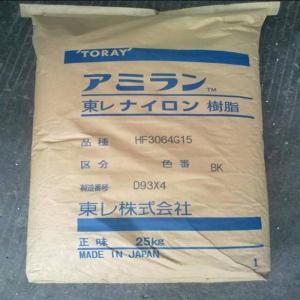 TORAY
アミラン™
東レ ナイロン 樹脂
品種 HF3064G15
区分 色番 BK
製造番号 D93X4
東レ株式会社
正味 25kg
MADE IN JAPAN
1